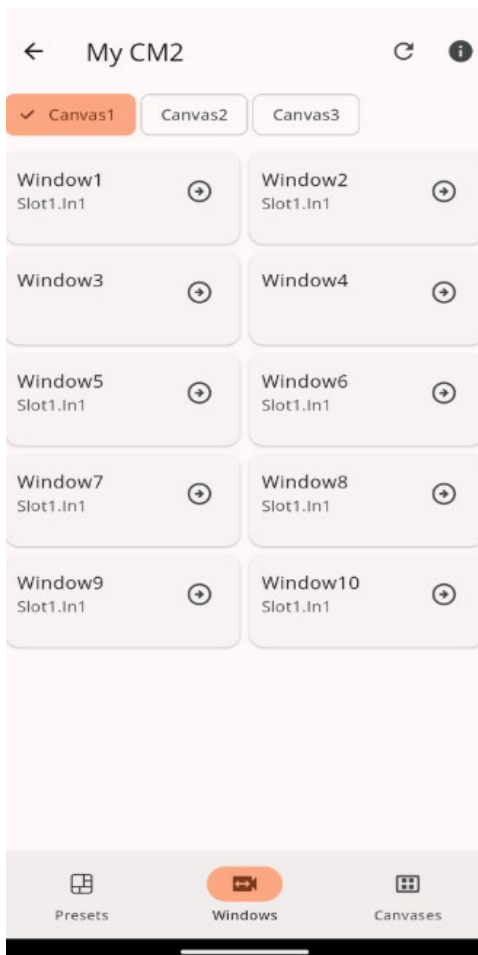 My CM2
Canvas1 Canvas2 Canvas3
Window1 Window2
Slot1.In1 Slot1.In1
Window3 Window4
Window5 Window6
Slot1.In1 Slot1.In1
Window7 Window8
Slot1.In1 Slot1.In1
Window9 Window10
Slot1.In1 Slot1.In1
Presets Windows Canvases